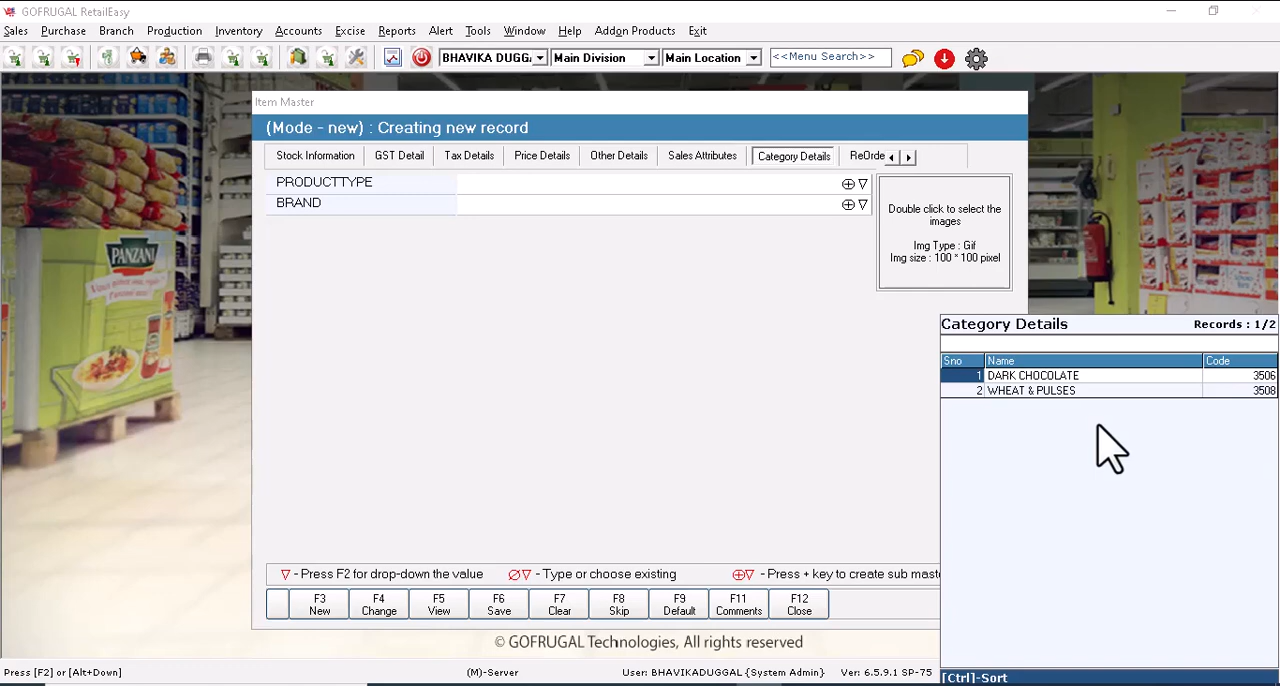 GOFRUGAL RetailEasy
Sales Purchase Branch Production Inventory Accounts Excise Reports Alert Tools Window Help Addon Products Exit
BHAVIKA DUGG Main Division Main Location <<Menu Search>>
Item Master
(Mode - new) : Creating new record
Stock Information GST Detail Tax Details Price Details Other Details Sales Attributes Category Details ReOrde
PRODUCTTYPE
BRAND
Double click to select the
images
Img Type : Gif
Img size : 100 * 100 pixel
PANZANI
Category Details Records : 1/2
Sno Name Code
1 DARK CHOCOLATE 3506
2 WHEAT & PULSES 3508
- Press F2 for drop-down the value - Type or choose existing - Press + key to create sub maste
F3 New F4 Change F5 View F6 Save F7 Clear F8 Skip F9 Default F11 Comments F12 Close
© GOFRUGAL Technologies, All rights reserved
Press [F2] or [Alt+Down] (M)-Server User: BHAVIKADUGGAL {System Admin} Ver: 6.5.9.1 SP-75
[Ctrl]-Sort